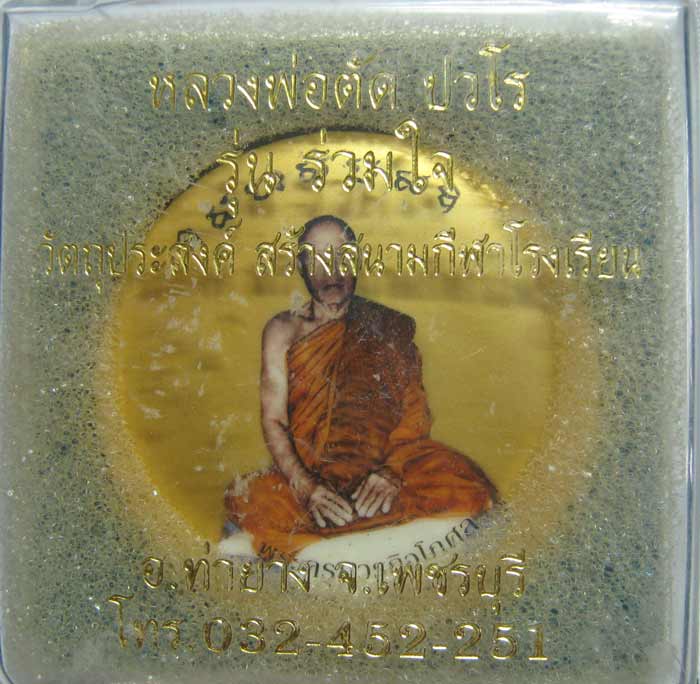 หลวงพ่อตัด ปวโร
รุ่น ร่วมใจ
วัตถุประสงค์ สร้างสนามกีฬาโรงเรียน
อ.ท่ายาง จ.เพชรบุรี
โทร.032-452-251